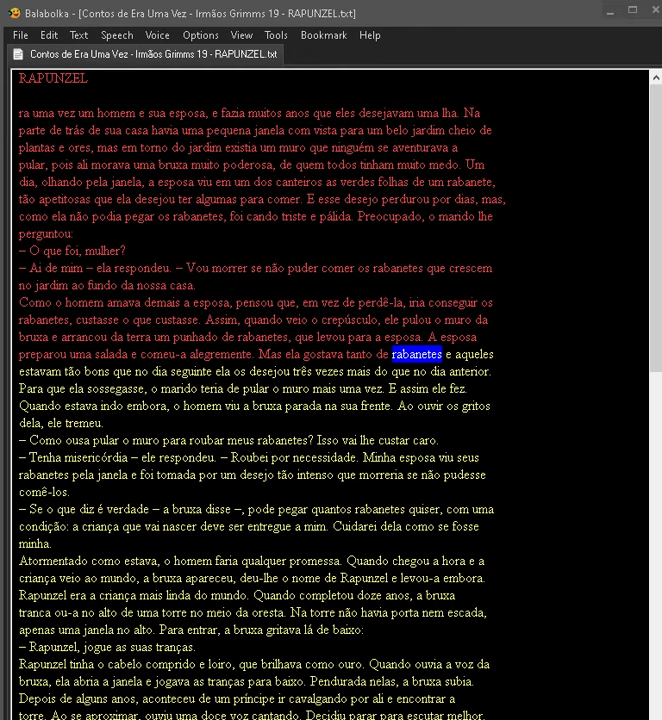 Balabolka - [Contos de Era Uma Vez - Irmãos Grimms 19 - RAPUNZEL.txt]
File Edit Text Speech Voice Options View Tools Bookmark Help
Contos de Era Uma Vez - Irmãos Grimms 19 - RAPUNZEL.txt
RAPUNZEL
ra uma vez um homem e sua esposa, e fazia muitos anos que eles desejavam uma lha. Na
parte de trás de sua casa havia uma pequena janela com vista para um belo jardim cheio de
plantas e ores, mas em torno do jardim existia um muro que ninguém se aventurava a
pular, pois ali morava uma bruxa muito poderosa, de quem todos tinham muito medo. Um
dia, olhando pela janela, a esposa viu em um dos canteiros as verdes folhas de um rabanete,
tão apetitosas que ela desejou ter algumas para comer. E esse desejo perdurou por dias, mas,
como ela não podia pegar os rabanetes, foi cando triste e pálida. Preocupado, o marido lhe
perguntou:
– O que foi, mulher?
– Ai de mim – ela respondeu. – Vou morrer se não puder comer os rabanetes que crescem
no jardim ao fundo da nossa casa.
Como o homem amava demais a esposa, pensou que, em vez de perdê-la, iria conseguir os
rabanetes, custasse o que custasse. Assim, quando veio o crepúsculo, ele pulou o muro da
bruxa e arrancou da terra um punhado de rabanetes, que levou para a esposa. A esposa
preparou uma salada e comeu-a alegremente. Mas ela gostava tanto de rabanetes e aqueles
estavam tão bons que no dia seguinte ela os desejou três vezes mais do que no dia anterior.
Para que ela sossegasse, o marido teria de pular o muro mais uma vez. E assim ele fez.
Quando estava indo embora, o homem viu a bruxa parada na sua frente. Ao ouvir os gritos
dela, ele tremeu.
– Como ousa pular o muro para roubar meus rabanetes? Isso vai lhe custar caro.
– Tenha misericórdia – ele respondeu. – Roubei por necessidade. Minha esposa viu seus
rabanetes pela janela e foi tomada por um desejo tão intenso que morreria se não pudesse
comê-los.
– Se o que diz é verdade – a bruxa disse –, pode pegar quantos rabanetes quiser, com uma
condição: a criança que vai nascer deve ser entregue a mim. Cuidarei dela como se fosse
minha.
Atormentado como estava, o homem faria qualquer promessa. Quando chegou a hora e a
criança veio ao mundo, a bruxa apareceu, deu-lhe o nome de Rapunzel e levou-a embora.
Rapunzel era a criança mais linda do mundo. Quando completou doze anos, a bruxa
tranca ou-a no alto de uma torre no meio da oresta. Na torre não havia porta nem escada,
apenas uma janela no alto. Para entrar, a bruxa gritava lá de baixo:
– Rapunzel, jogue as suas tranças.
Rapunzel tinha o cabelo comprido e loiro, que brilhava como ouro. Quando ouvia a voz da
bruxa, ela abria a janela e jogava as tranças para baixo. Pendurada nelas, a bruxa subia.
Depois de alguns anos, aconteceu de um príncipe ir cavalgando por ali e encontrar a
torre. Ao se aproximar, ouviu uma doce voz cantando. Decidiu parar para escutar melhor.